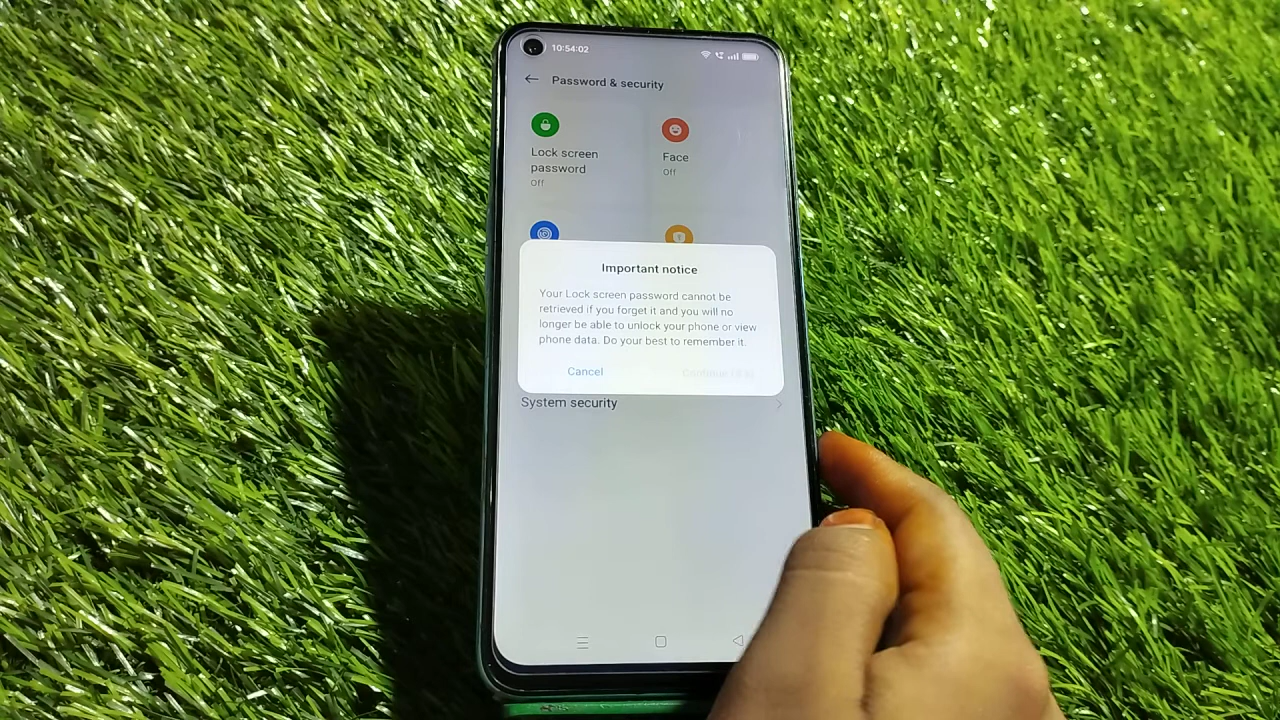 10:54:02
Password & security
Lock screen
password
Off
Face
Off
Important notice
Your Lock screen password cannot be
retrieved if you forget it and you will no
longer be able to unlock your phone or view
phone data. Do your best to remember it.
Cancel
Continue
System security